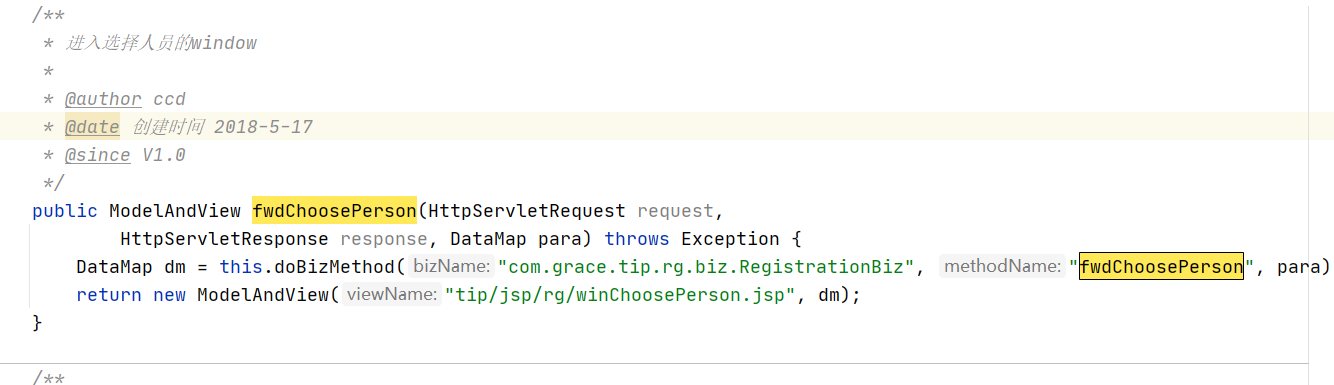 /**
* 进入选择人员的window
*
* @author ccd
* @date 创建时间 2018-5-17
* @since V1.0
*/
public ModelAndView fwdChoosePerson(HttpServletRequest request,
HttpServletResponse response, DataMap para) throws Exception {
DataMap dm = this.doBizMethod( bizName: "com.grace.tip.rg.biz.RegistrationBiz", methodName: "fwdChoosePerson", para)
return new ModelAndView( viewName: "tip/jsp/rg/winChoosePerson.jsp", dm);
}
/**